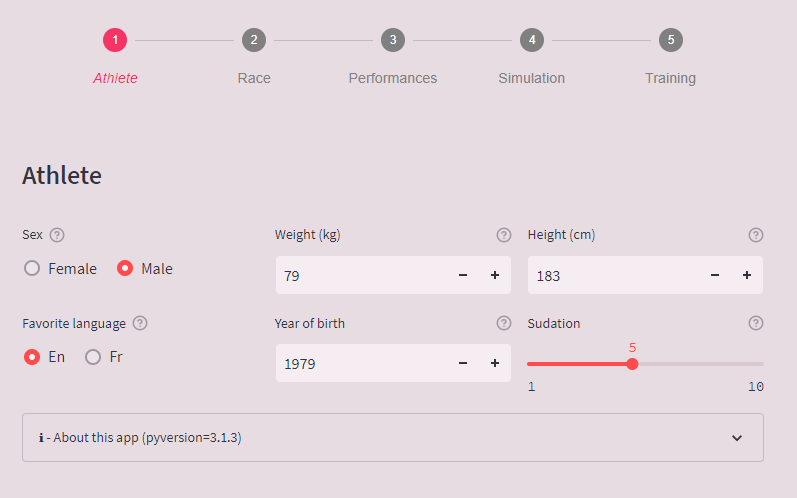 1 2 3 4 5
Athlete Race Performances Simulation Training
Athlete
Sex Weight (kg) Height (cm)
Female Male 79 183
Favorite language Year of birth Sudation
En Fr 1979 5
1 10
ℹ - About this app (pyversion=3.1.3)